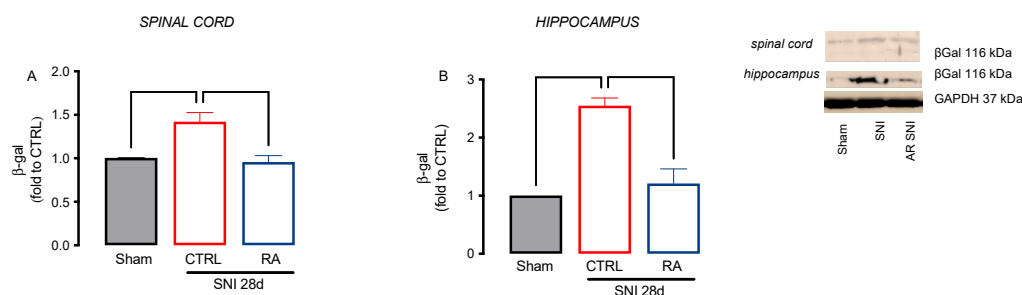 SPINAL CORD
A
2.0
1.5
1.0
0.5
0.0
β-gal
(fold to CTRL)
Sham
CTRL
RA
SNI 28d
HIPPOCAMPUS
B
3
2
1
0
β-gal
(fold to CTRL)
Sham
CTRL
RA
SNI 28d
spinal cord
βGal 116 kDa
hippocampus
βGal 116 kDa
GAPDH 37 kDa
Sham
SNI
AR SNI